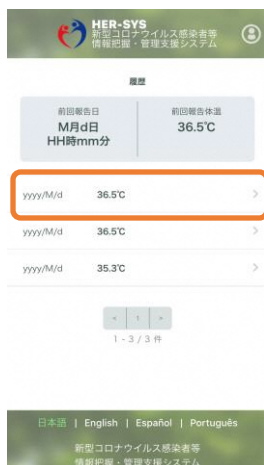 HER-SYS
新型コロナウイルス感染者等
情報把握・管理支援システム
履歴
前回報告日
M月d日
HH時mm分
前回報告体温
36.5℃
yyyy/M/d 36.5℃
yyyy/M/d 36.5℃
yyyy/M/d 35.3℃
« 1 »
1 - 3 / 3 件
日本語 | English | Español | Português
新型コロナウイルス感染者等
情報把握・管理支援システム